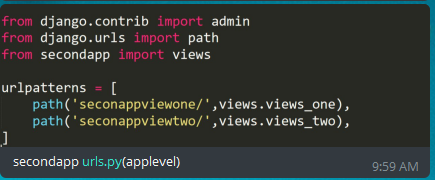 from django.contrib import admin
from django.urls import path
from secondapp import views
urlpatterns = [
    path('seconappviewone/',views.views_one),
    path('seconappviewtwo/',views.views_two),
]
secondapp urls.py(applevel)
9:59 AM